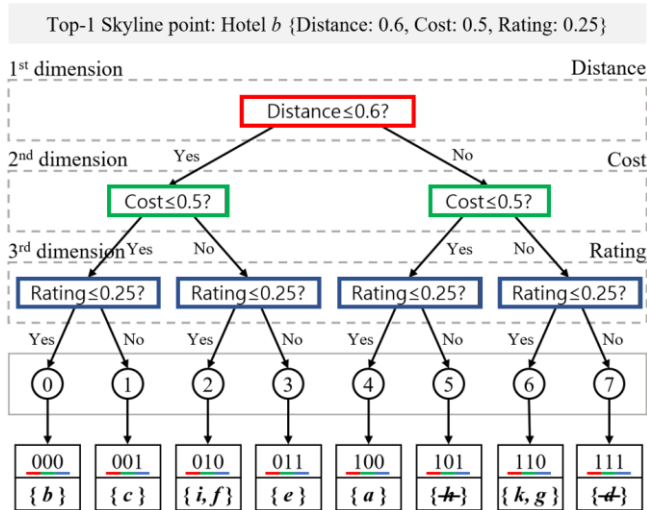 Top-1 Skyline point: Hotel b {Distance: 0.6, Cost: 0.5, Rating: 0.25}
1st dimension Distance
Distance≤0.6?
Yes No
2nd dimension Cost
Cost≤0.5? Cost≤0.5?
3rd dimension Yes No Yes No Rating
Rating≤0.25? Rating≤0.25? Rating≤0.25? Rating≤0.25?
Yes No Yes No Yes No Yes No
0 1 2 3 4 5 6 7
000 001 010 011 100 101 110 111
{b} {c} {i, f} {e} {a} {h} {k, g} {d}